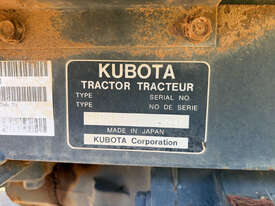 KUBOTA
TRACTOR TRACTEUR
TYPE SERIAL NO.
TYPE NO DE SERIE
MADE IN JAPAN
KUBOTA Corporation